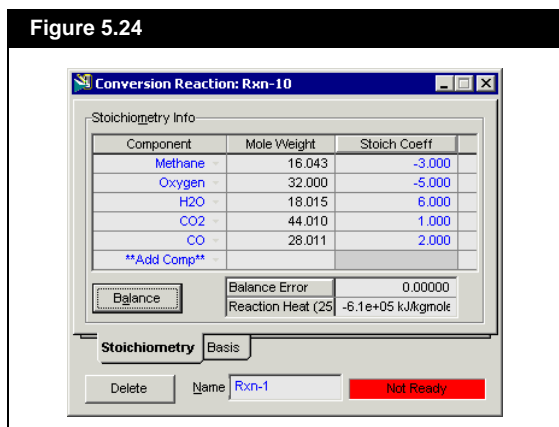 Figure 5.24
Conversion Reaction: Rxn-10
Stoichiometry Info
Component Mole Weight Stoich Coeff
Methane 16.043 -3.000
Oxygen 32.000 -5.000
H2O 18.015 6.000
CO2 44.010 1.000
CO 28.011 2.000
**Add Comp**
Balance
Balance Error 0.00000
Reaction Heat (25 -6.1e+05 kJ/kgmole
Stoichiometry Basis
Delete Name Rxn-1 Not Ready